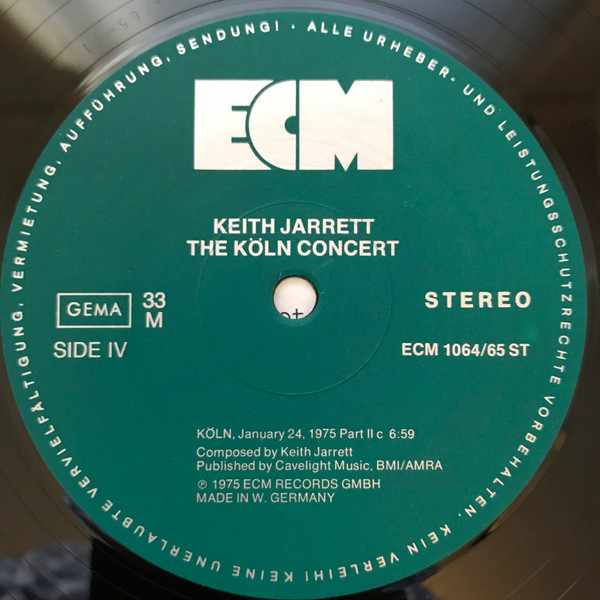 ALLE URHEBER- UND LEISTUNGSSCHUTZRECHTE VORBEHALTEN. KEIN VERLEIH! KEINE UNERLAUBTE VERVIELFÄLTIGUNG, VERMIETUNG, AUFFÜHRUNG, SENDUNG! ·
ECM
KEITH JARRETT
THE KÖLN CONCERT
GEMA
33
M
STEREO
SIDE IV
ECM 1064/65 ST
KÖLN, January 24, 1975 Part II c 6:59
Composed by Keith Jarrett
Published by Cavelight Music, BMI/AMRA
℗ 1975 ECM RECORDS GMBH
MADE IN W. GERMANY